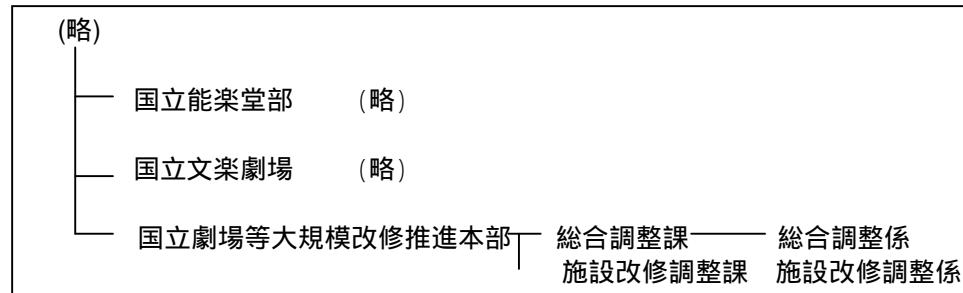 (略)
国立能楽堂部 (略)
国立文楽劇場 (略)
国立劇場等大規模改修推進本部 総合調整課 総合調整係
施設改修調整課 施設改修調整係